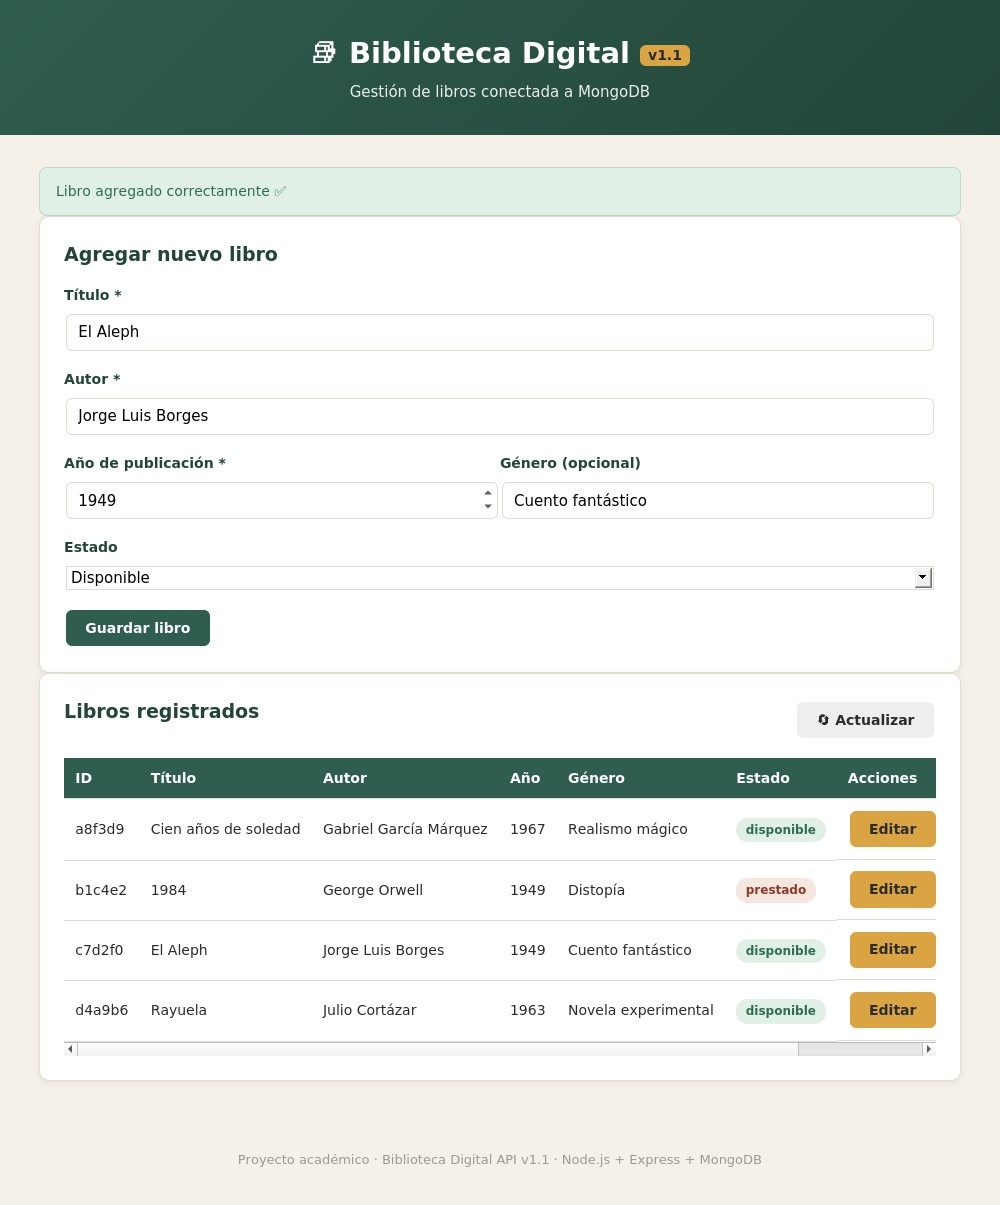 Biblioteca Digital v1.1
Gestión de libros conectada a MongoDB
Libro agregado correctamente ✅
Agregar nuevo libro
Título *
El Aleph
Autor *
Jorge Luis Borges
Año de publicación * Género (opcional)
1949 Cuento fantástico
Estado
Disponible
Guardar libro
Libros registrados
Actualizar
ID Título Autor Año Género Estado Acciones
a8f3d9 Cien años de soledad Gabriel García Márquez 1967 Realismo mágico disponible Editar
b1c4e2 1984 George Orwell 1949 Distopía prestado Editar
c7d2f0 El Aleph Jorge Luis Borges 1949 Cuento fantástico disponible Editar
d4a9b6 Rayuela Julio Cortázar 1963 Novela experimental disponible Editar
Proyecto académico · Biblioteca Digital API v1.1 · Node.js + Express + MongoDB